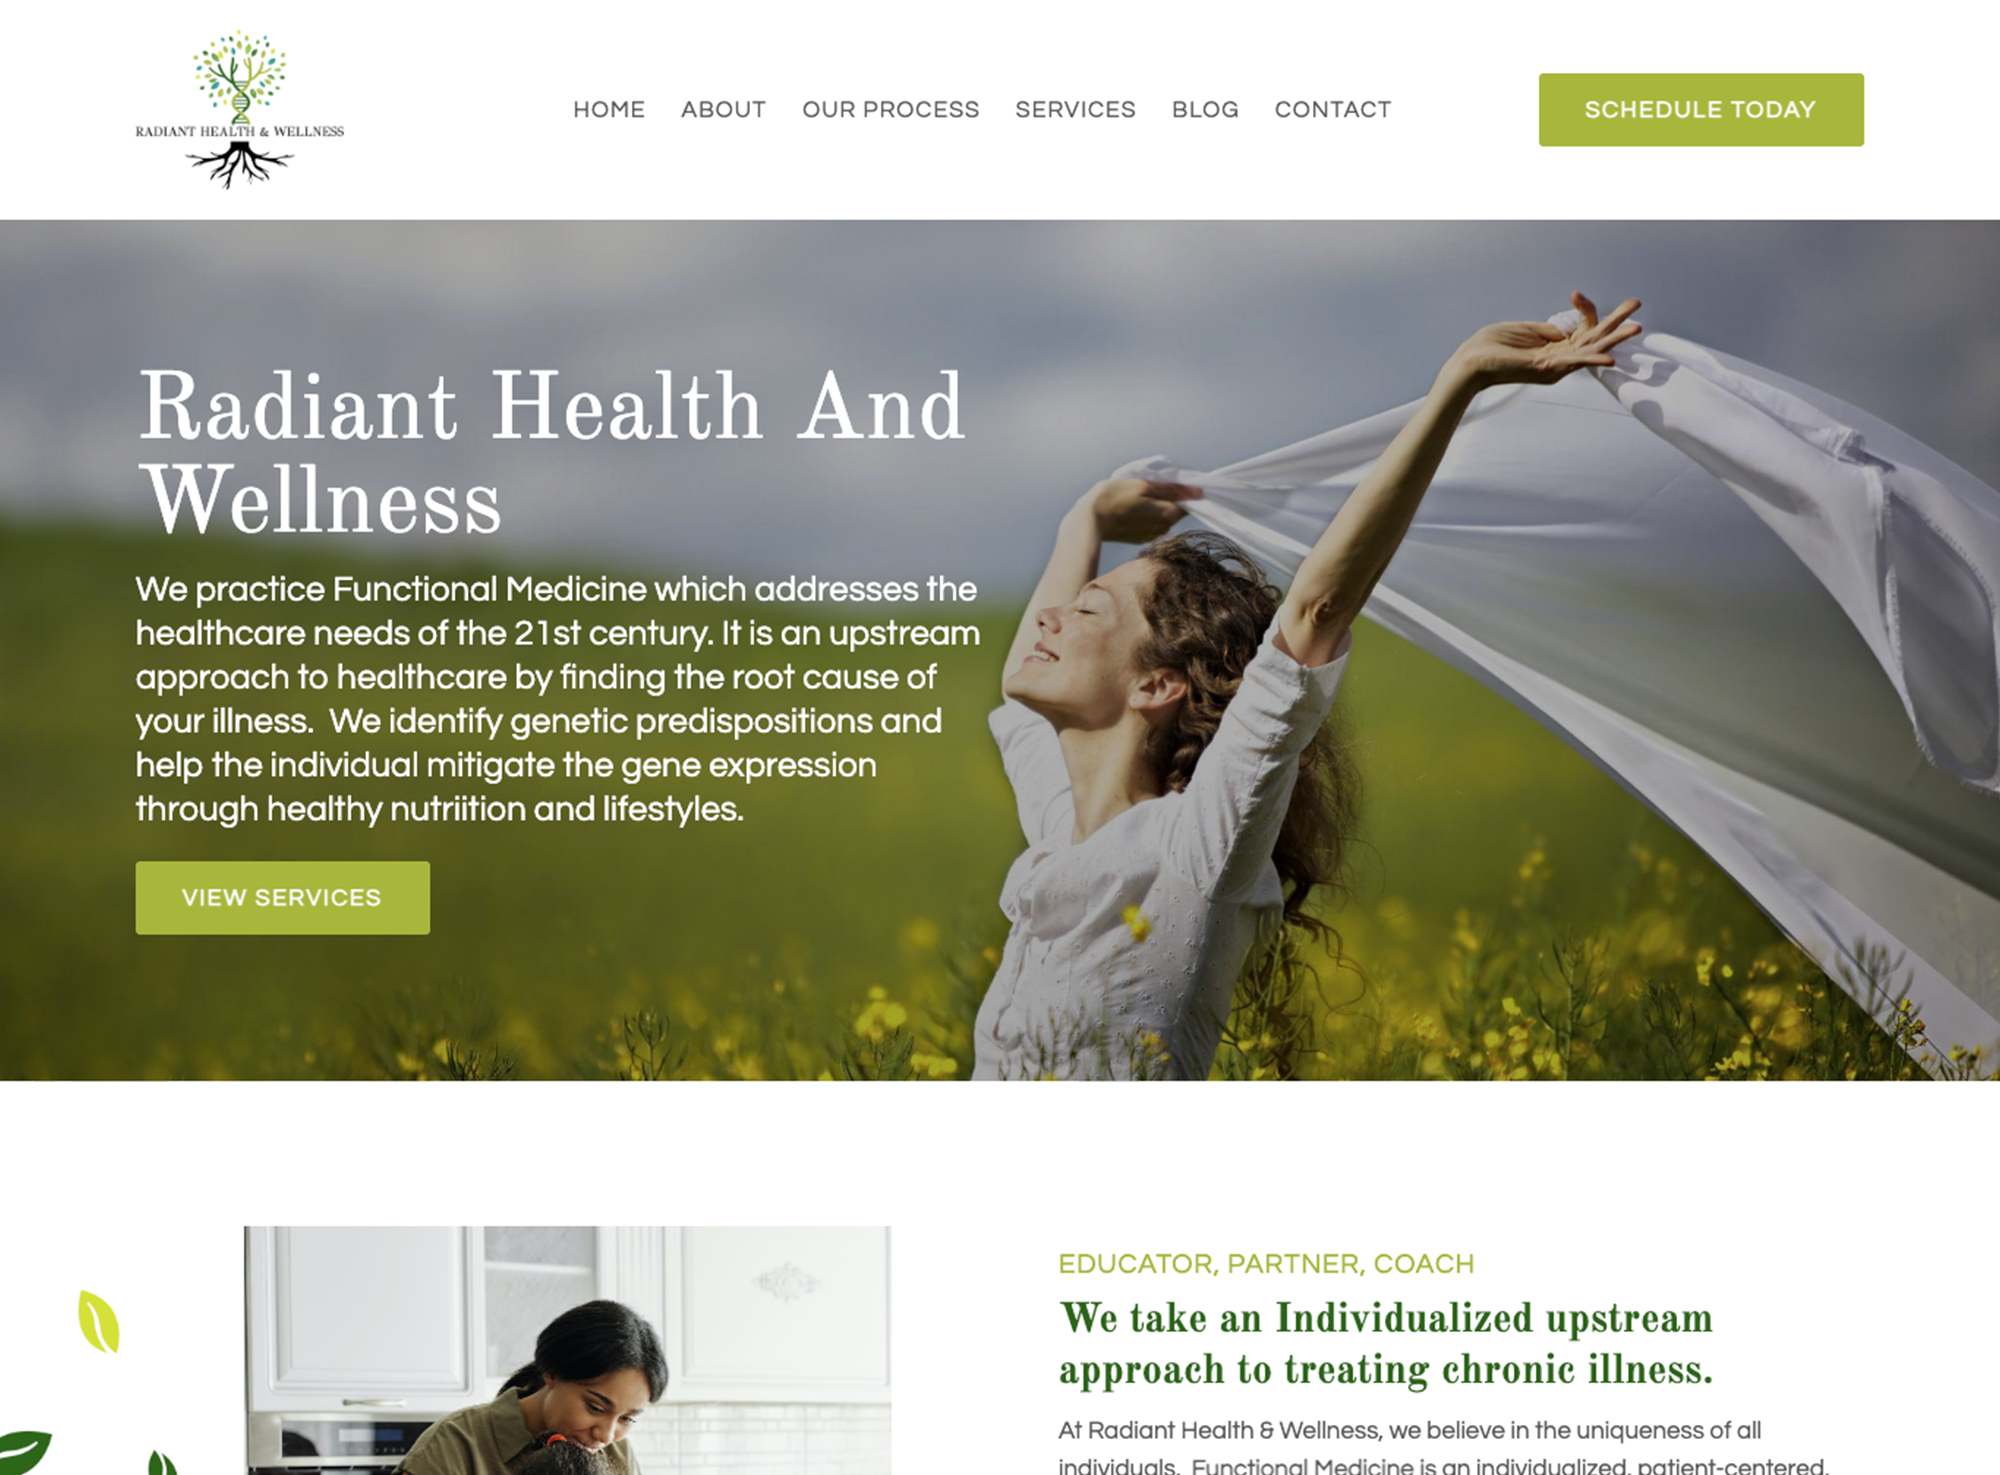 RADIANT HEALTH & WELLNESS
HOME ABOUT OUR PROCESS SERVICES BLOG CONTACT
SCHEDULE TODAY
Radiant Health And
Wellness
We practice Functional Medicine which addresses the
healthcare needs of the 21st century. It is an upstream
approach to healthcare by finding the root cause of
your illness.  We identify genetic predispositions and
help the individual mitigate the gene expression
through healthy nutriition and lifestyles.
VIEW SERVICES
EDUCATOR, PARTNER, COACH
We take an Individualized upstream
approach to treating chronic illness.
At Radiant Health & Wellness, we believe in the uniqueness of all
individuals.  Functional Medicine is an individualized, patient-centered,